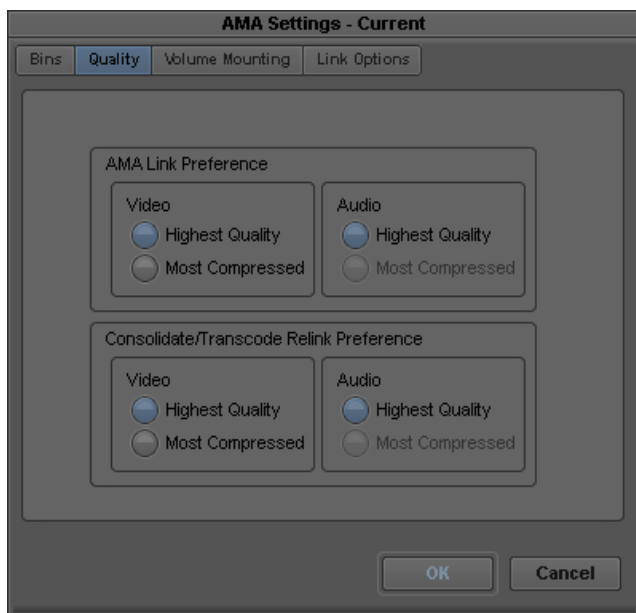 AMA Settings - Current
Bins Quality Volume Mounting Link Options
AMA Link Preference
Video Audio
Highest Quality Highest Quality
Most Compressed Most Compressed
Consolidate/Transcode Relink Preference
Video Audio
Highest Quality Highest Quality
Most Compressed Most Compressed
OK Cancel